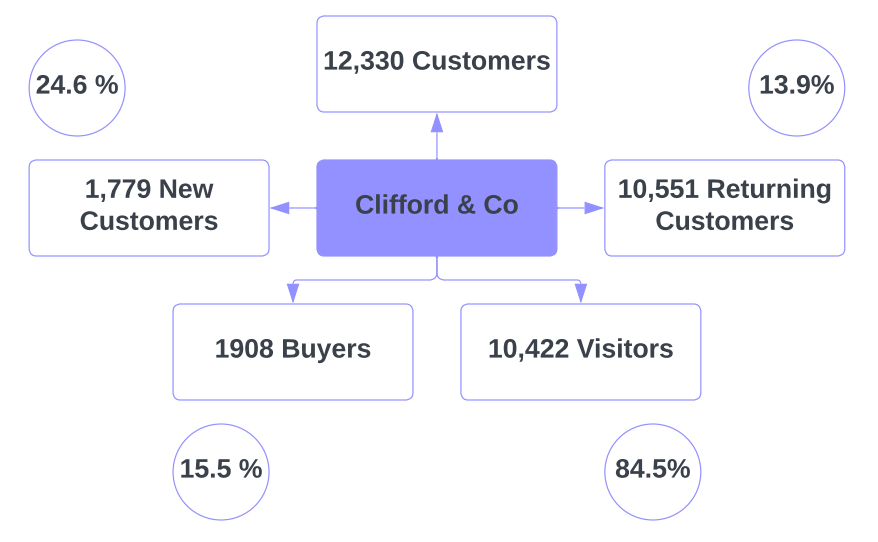 12,330 Customers
24.6 %
13.9%
1,779 New
Customers
Clifford & Co
10,551 Returning
Customers
1908 Buyers
10,422 Visitors
15.5 %
84.5%